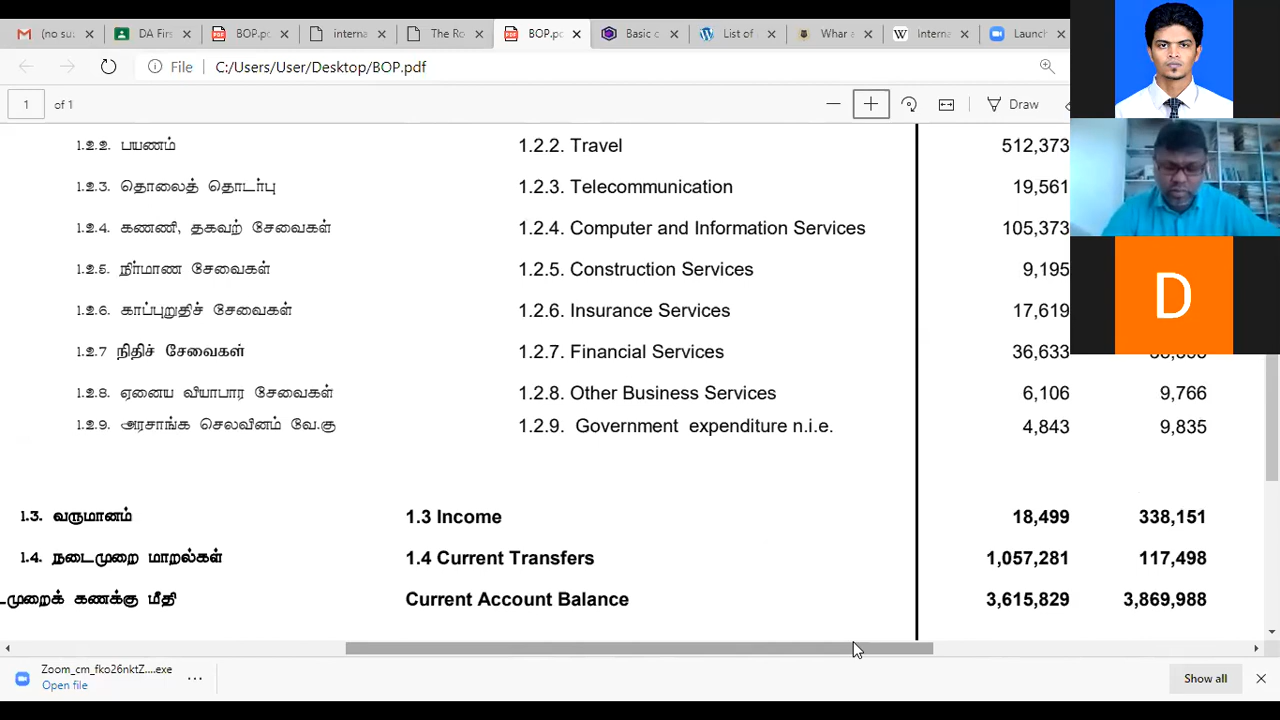 (no su
DA Firs
BOP.pc
interna
The Ro
BOP.pc
Basic c
List of
Whar a
Interna
Launch
File C:/Users/User/Desktop/BOP.pdf
1 of 1 Draw
1.2.2. பயணம் 1.2.2. Travel 512,373
1.2.3. தொலைத் தொடர்பு 1.2.3. Telecommunication 19,561
1.2.4. கணணி, தகவற் சேவைகள் 1.2.4. Computer and Information Services 105,373
1.2.5. நிர்மாண சேவைகள் 1.2.5. Construction Services 9,195
1.2.6. காப்புறுதிச் சேவைகள் 1.2.6. Insurance Services 17,619
1.2.7 நிதிச் சேவைகள் 1.2.7. Financial Services 36,633
1.2.8. ஏனைய வியாபார சேவைகள் 1.2.8. Other Business Services 6,106 9,766
1.2.9. அரசாங்க செலவினம் வே.கு 1.2.9. Government expenditure n.i.e. 4,843 9,835
1.3. வருமானம் 1.3 Income 18,499 338,151
1.4. நடைமுறை மாறல்கள் 1.4 Current Transfers 1,057,281 117,498
டமுறைக் கணக்கு மீதி Current Account Balance 3,615,829 3,869,988
D
Zoom_cm_fko26nktZ....exe
Open file
Show all